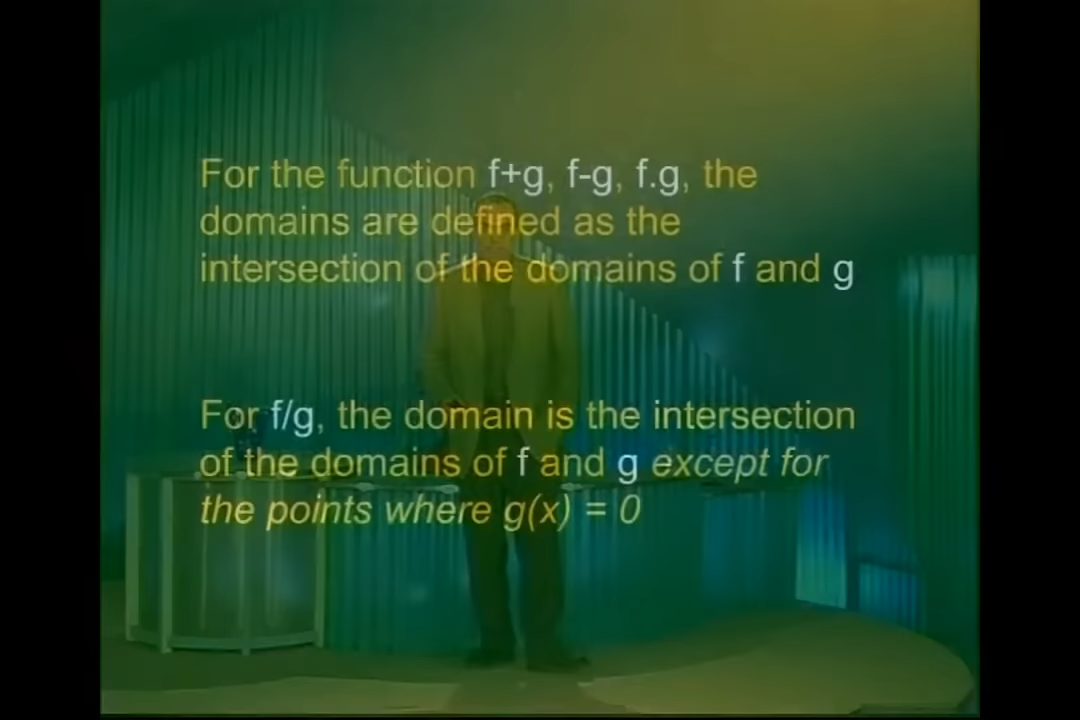 For the function f+g, f-g, f.g, the
domains are defined as the
intersection of the domains of f and g
For f/g, the domain is the intersection
of the domains of f and g except for
the points where g(x) = 0